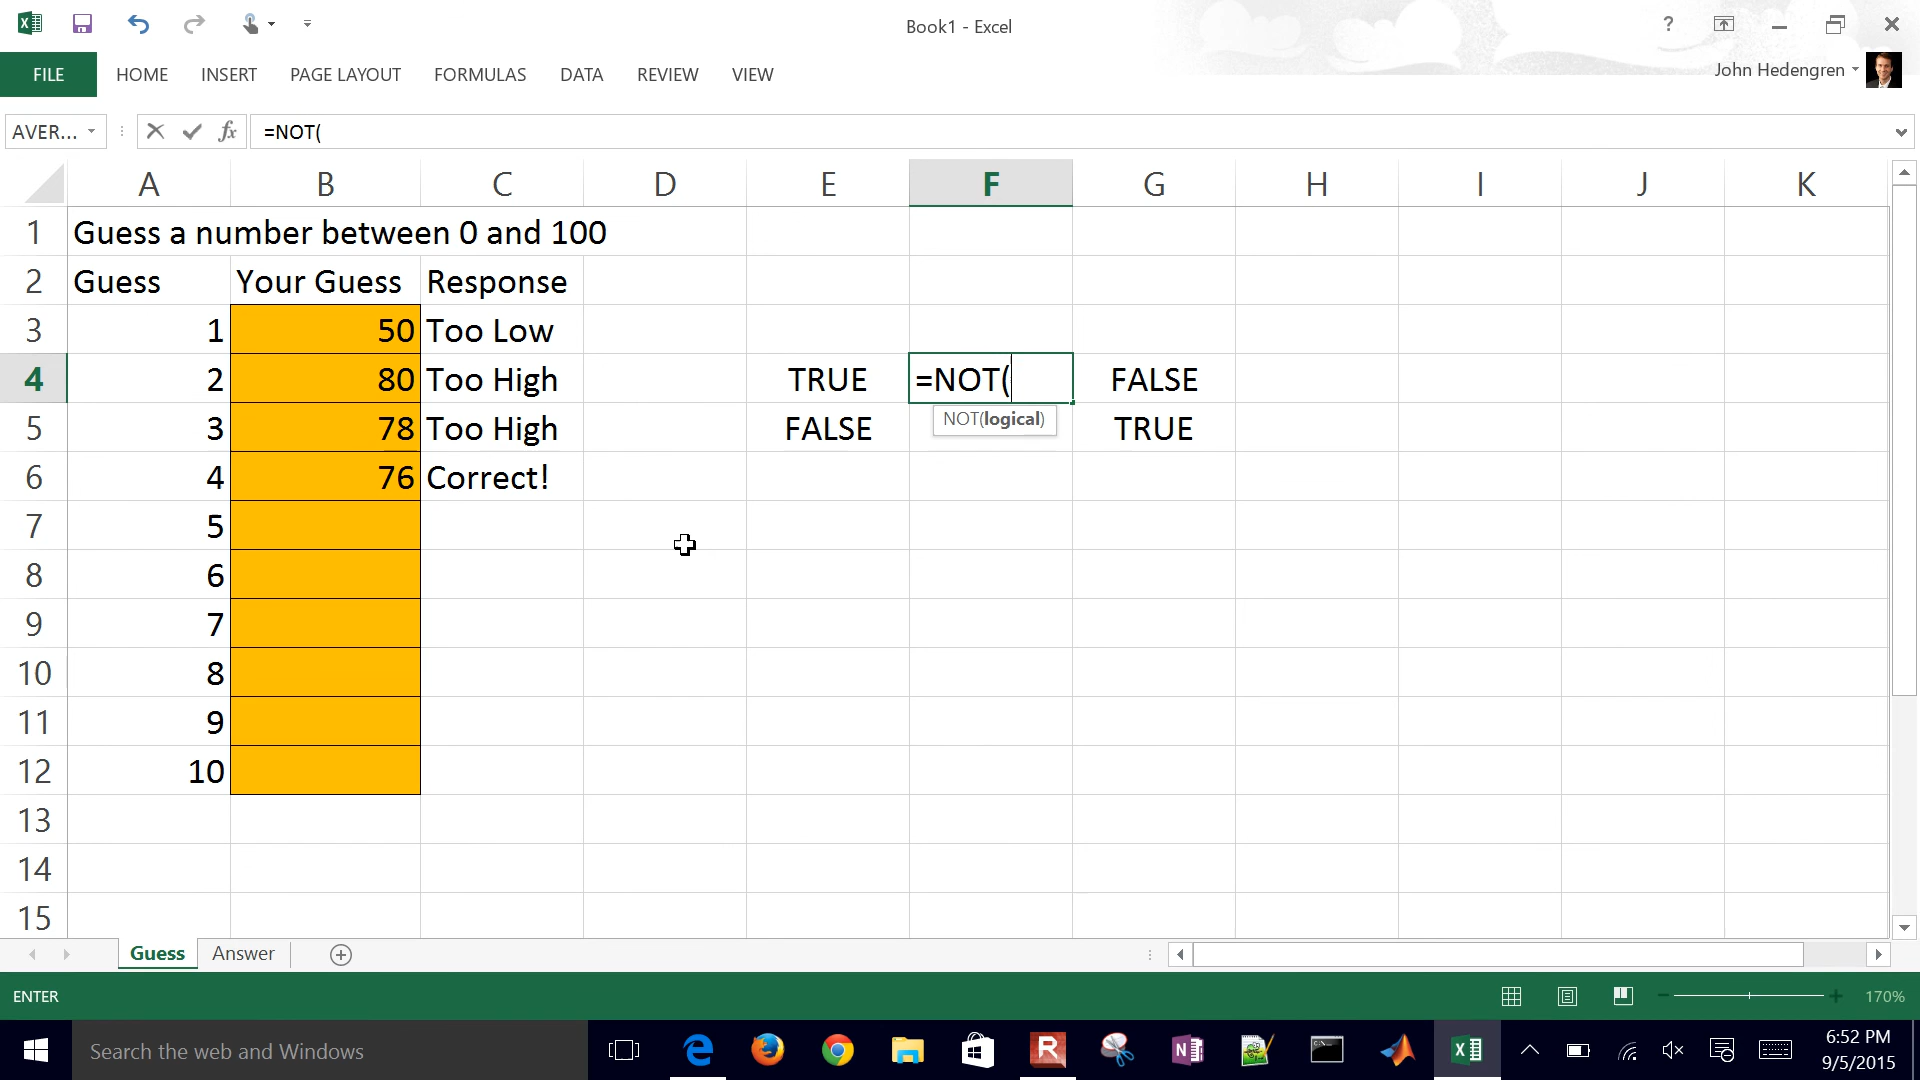 Book1 - Excel
?
FILE HOME INSERT PAGE LAYOUT FORMULAS DATA REVIEW VIEW
John Hedengren
AVER... fx =NOT(
A B C D E F G H I J K
1 Guess a number between 0 and 100
2 Guess Your Guess Response
3 1 50 Too Low
4 2 80 Too High TRUE =NOT( FALSE
NOT(logical)
5 3 78 Too High FALSE TRUE
6 4 76 Correct!
7 5
8 6
9 7
10 8
11 9
12 10
13
14
15
Guess Answer
ENTER 170%
Search the web and Windows
6:52 PM
9/5/2015